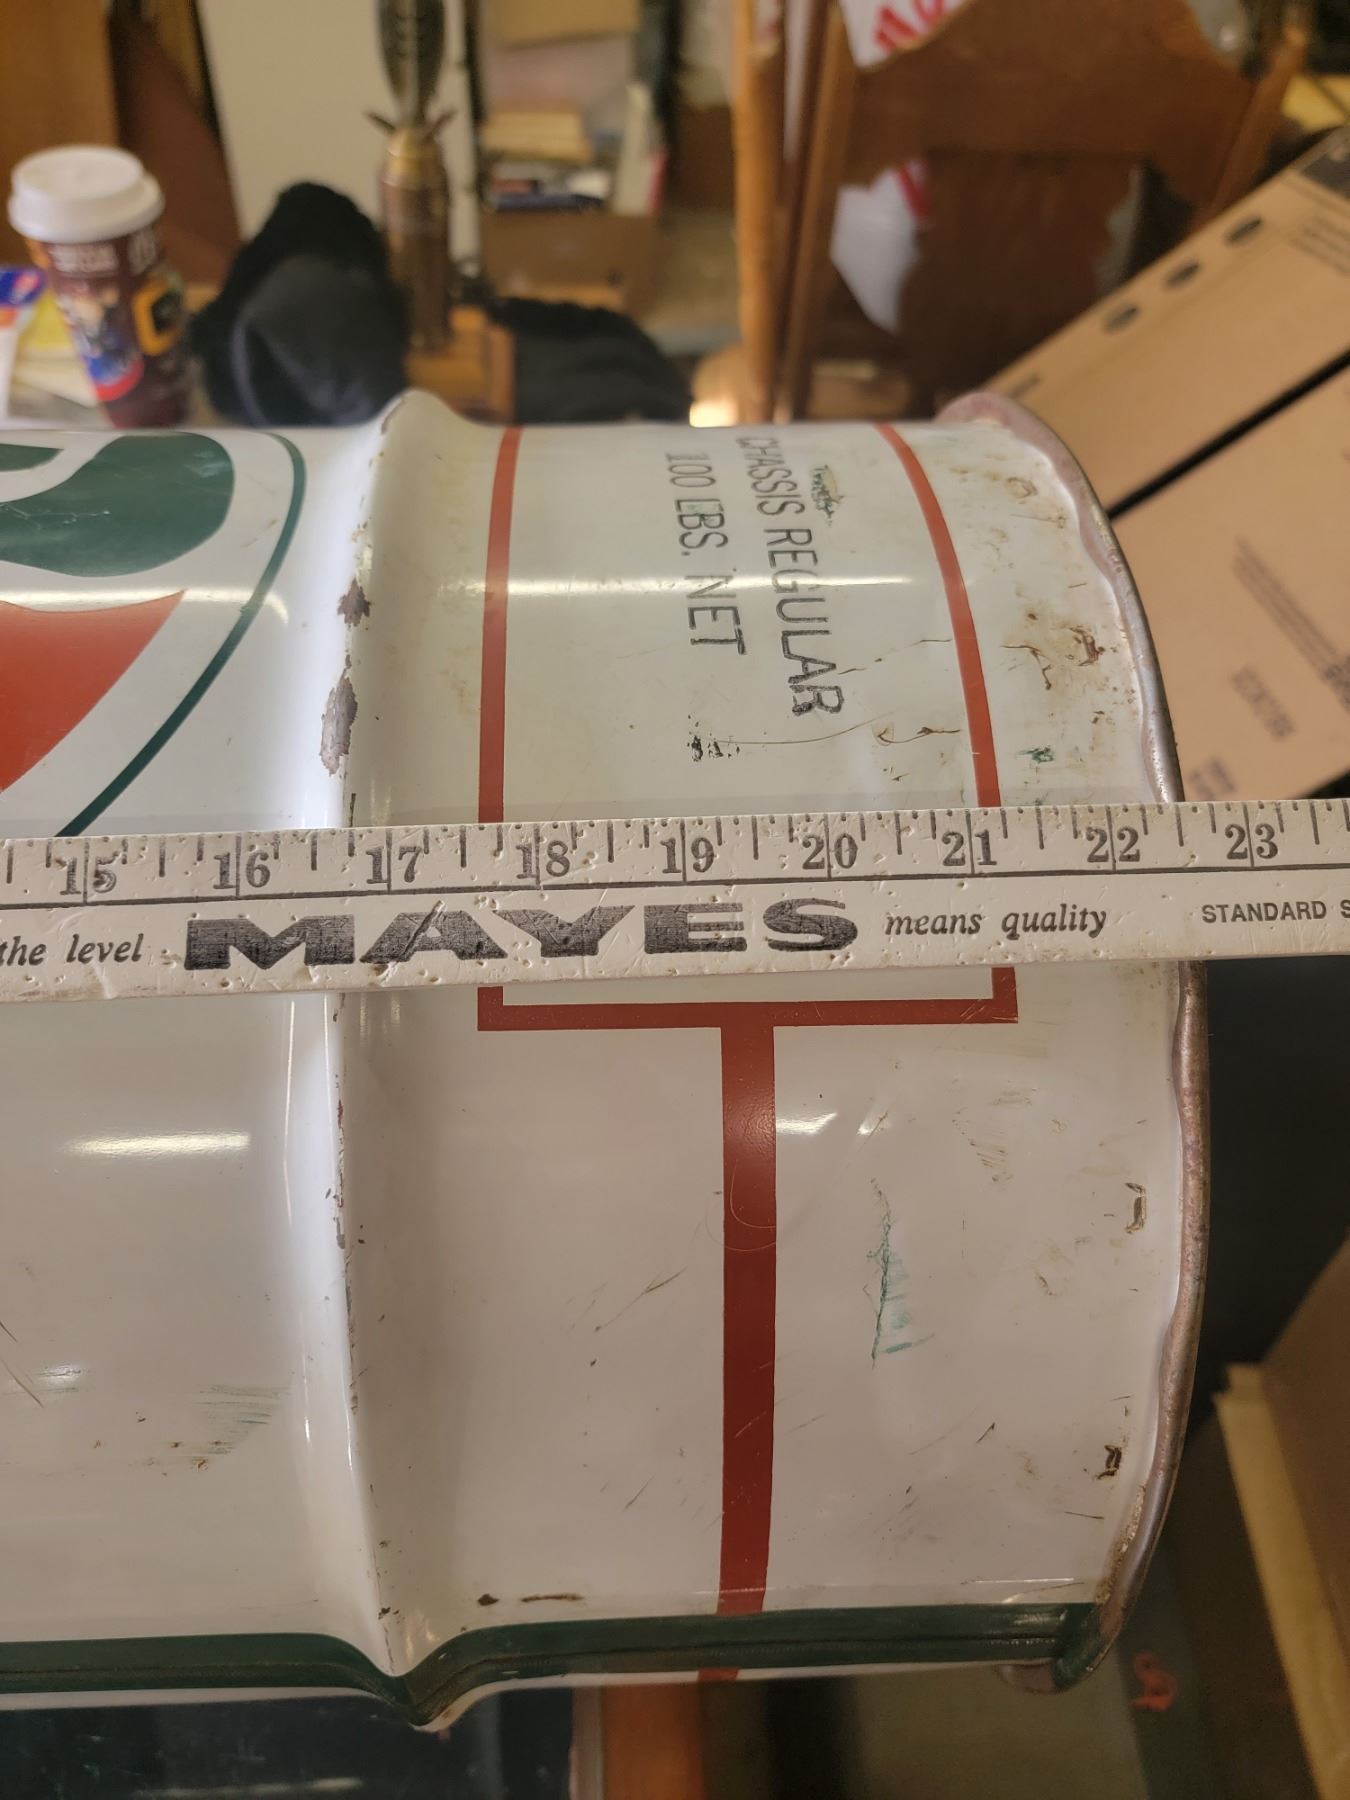 CHASSIS REGULAR
100 LBS. NET
15 16 17 18 19 20 21 22 23
the level MAYES means quality STANDARD S